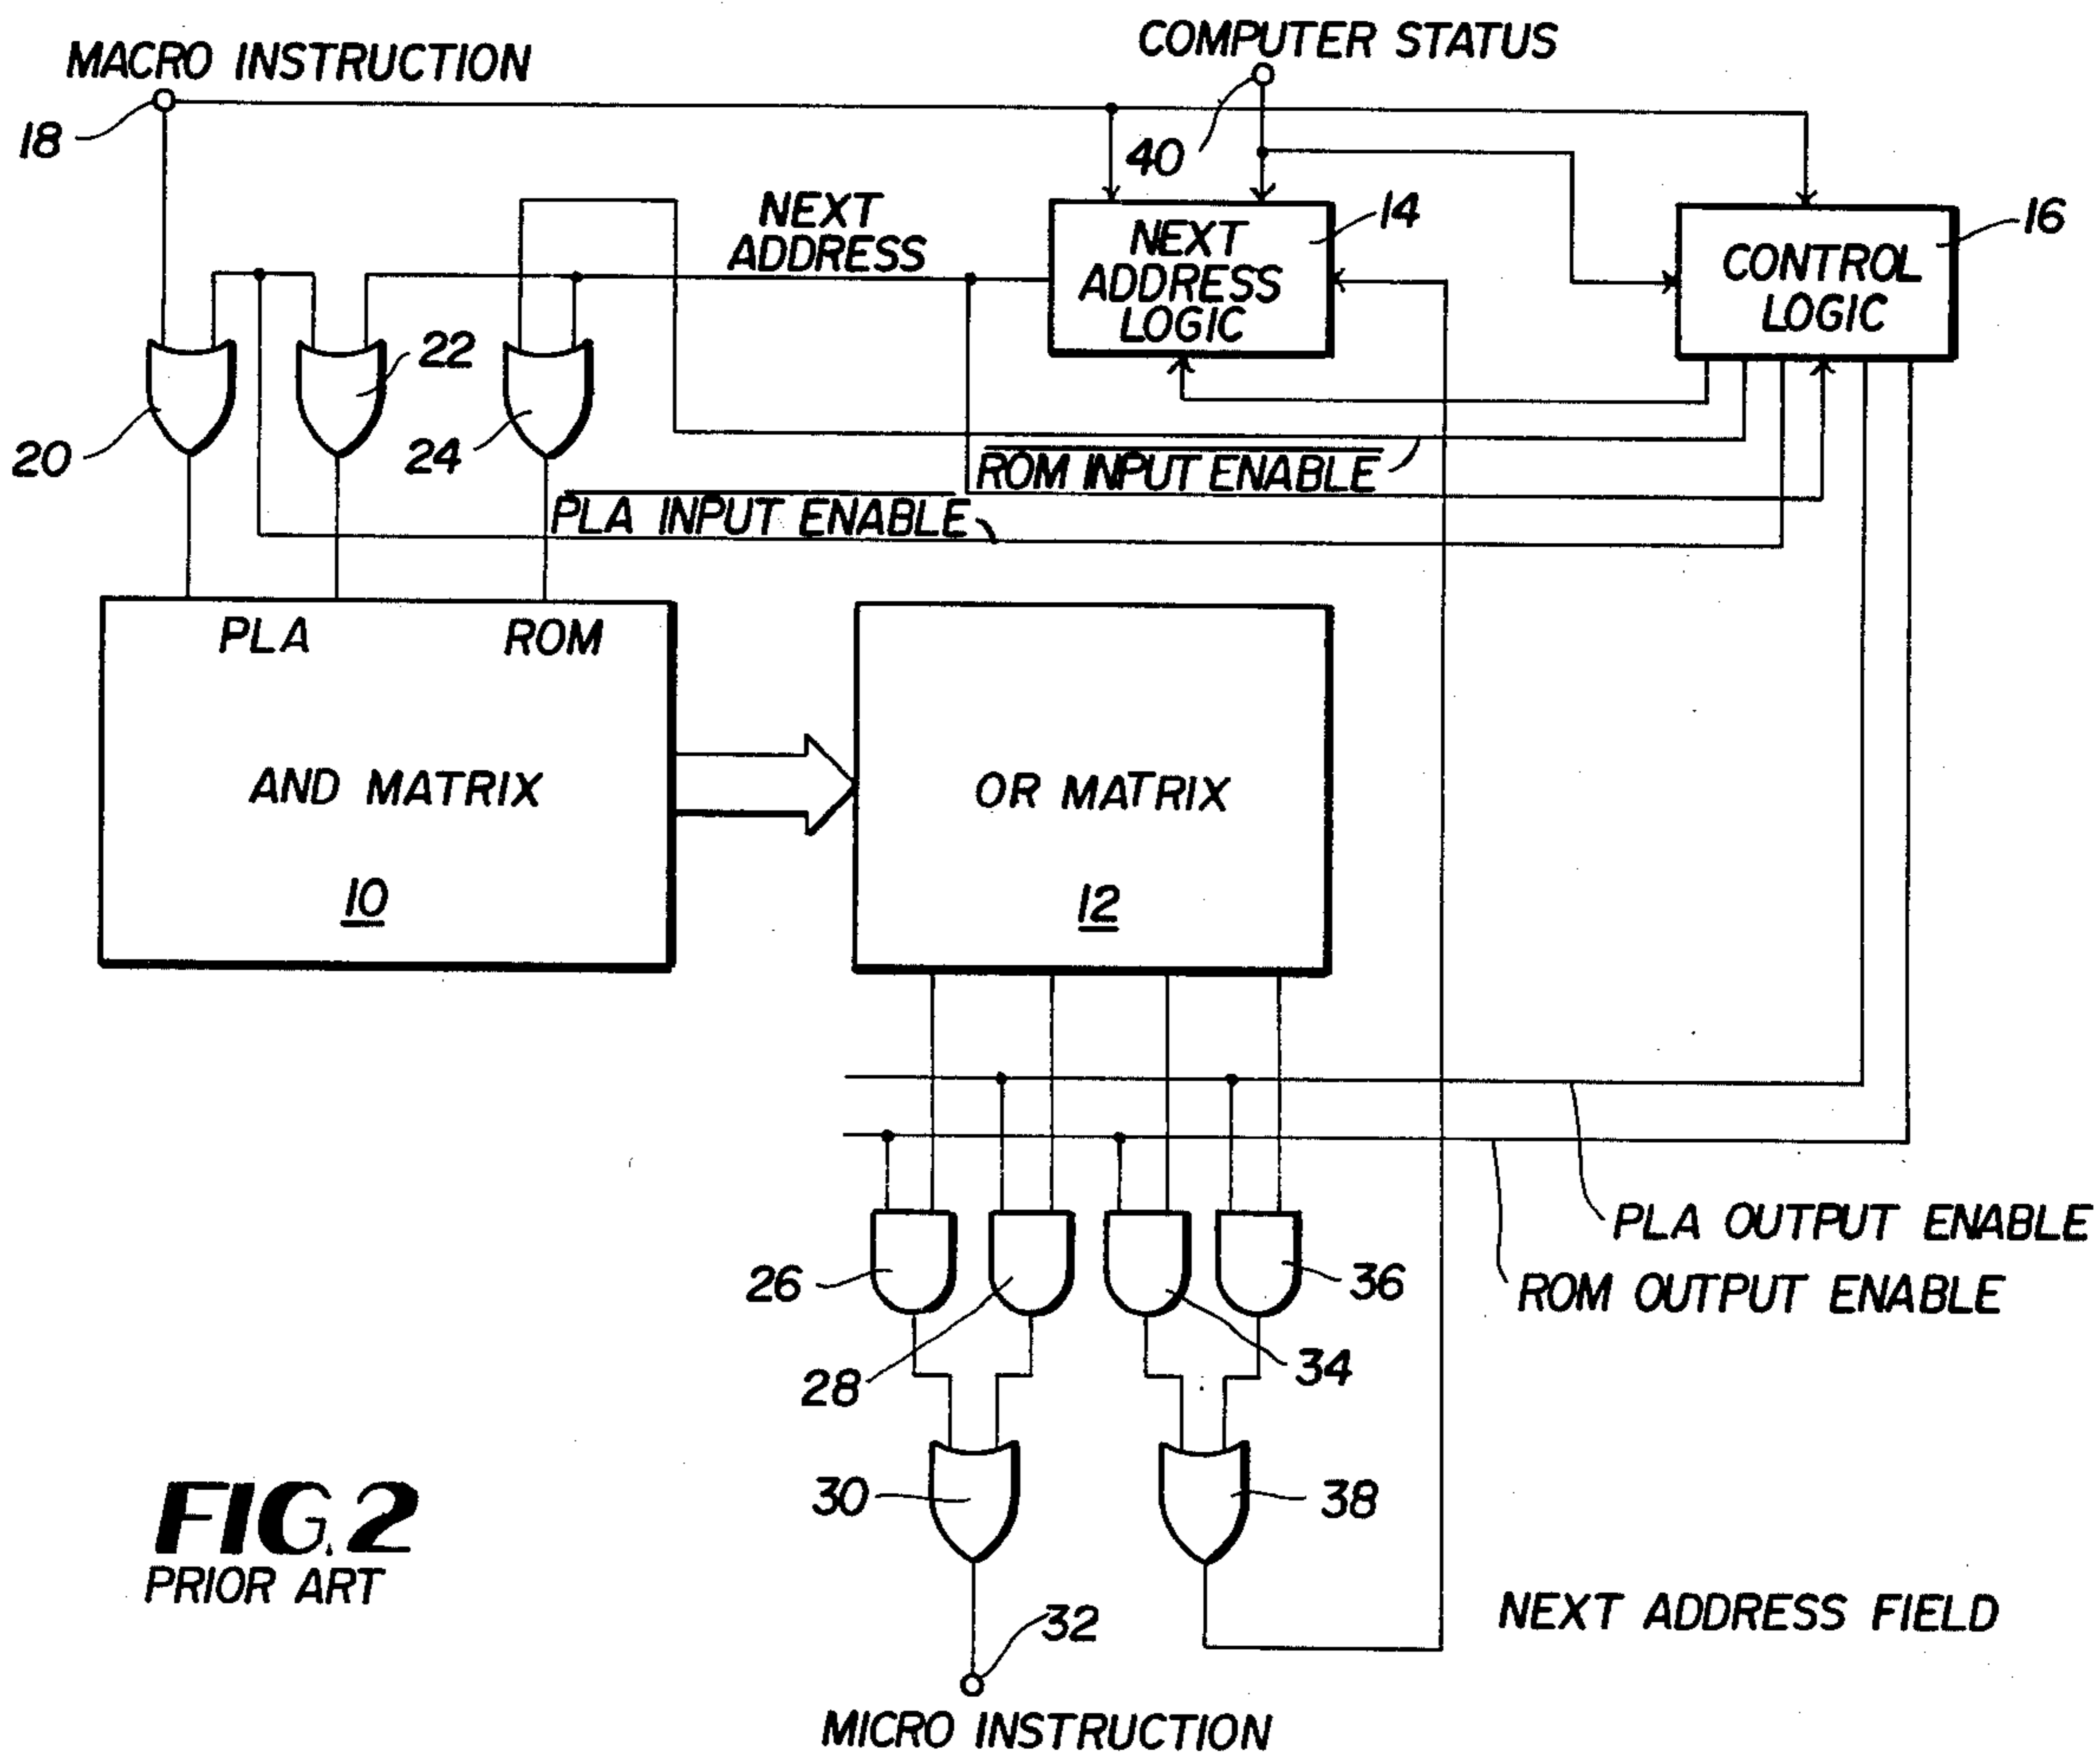 COMPUTER STATUS
MACRO INSTRUCTION
18
40
NEXT
ADDRESS
NEXT
ADDRESS
LOGIC
14
CONTROL
LOGIC
16
20
22
24
ROM INPUT ENABLE
PLA INPUT ENABLE
PLA
ROM
AND MATRIX
10
OR MATRIX
12
PLA OUTPUT ENABLE
ROM OUTPUT ENABLE
26
28
34
36
30
38
32
NEXT ADDRESS FIELD
MICRO INSTRUCTION
FIG.2
PRIOR ART